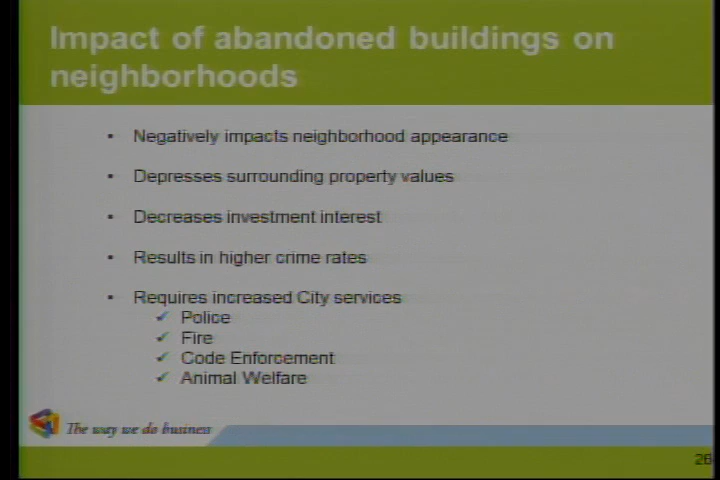 Impact of abandoned buildings on
neighborhoods
• Negatively impacts neighborhood appearance
• Depresses surrounding property values
• Decreases investment interest
• Results in higher crime rates
• Requires increased City services
✓ Police
✓ Fire
✓ Code Enforcement
✓ Animal Welfare
The way we do business
26